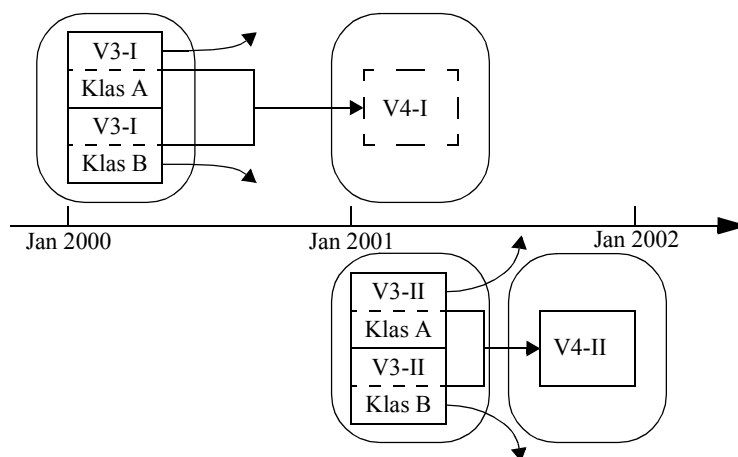 V3-I
Klas A
V3-I
Klas B
V4-I
Jan 2000
Jan 2001
Jan 2002
V3-II
Klas A
V3-II
Klas B
V4-II